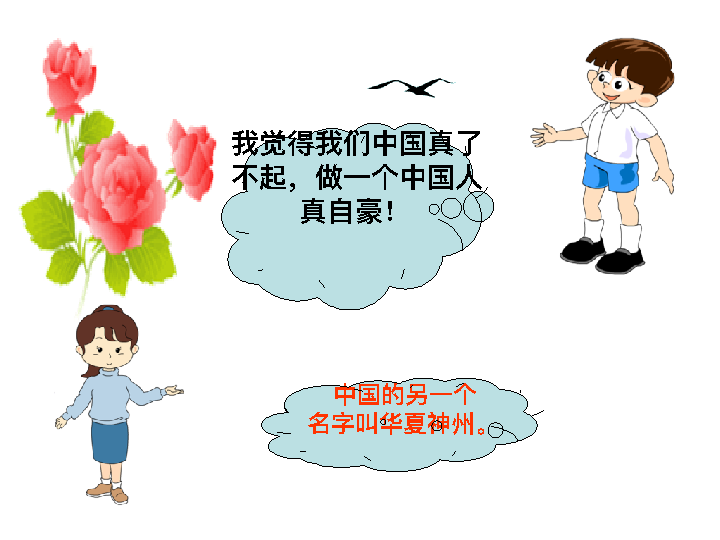 我觉得我们中国真了
不起，做一个中国人
真自豪！
中国的另一个
名字叫华夏神州。